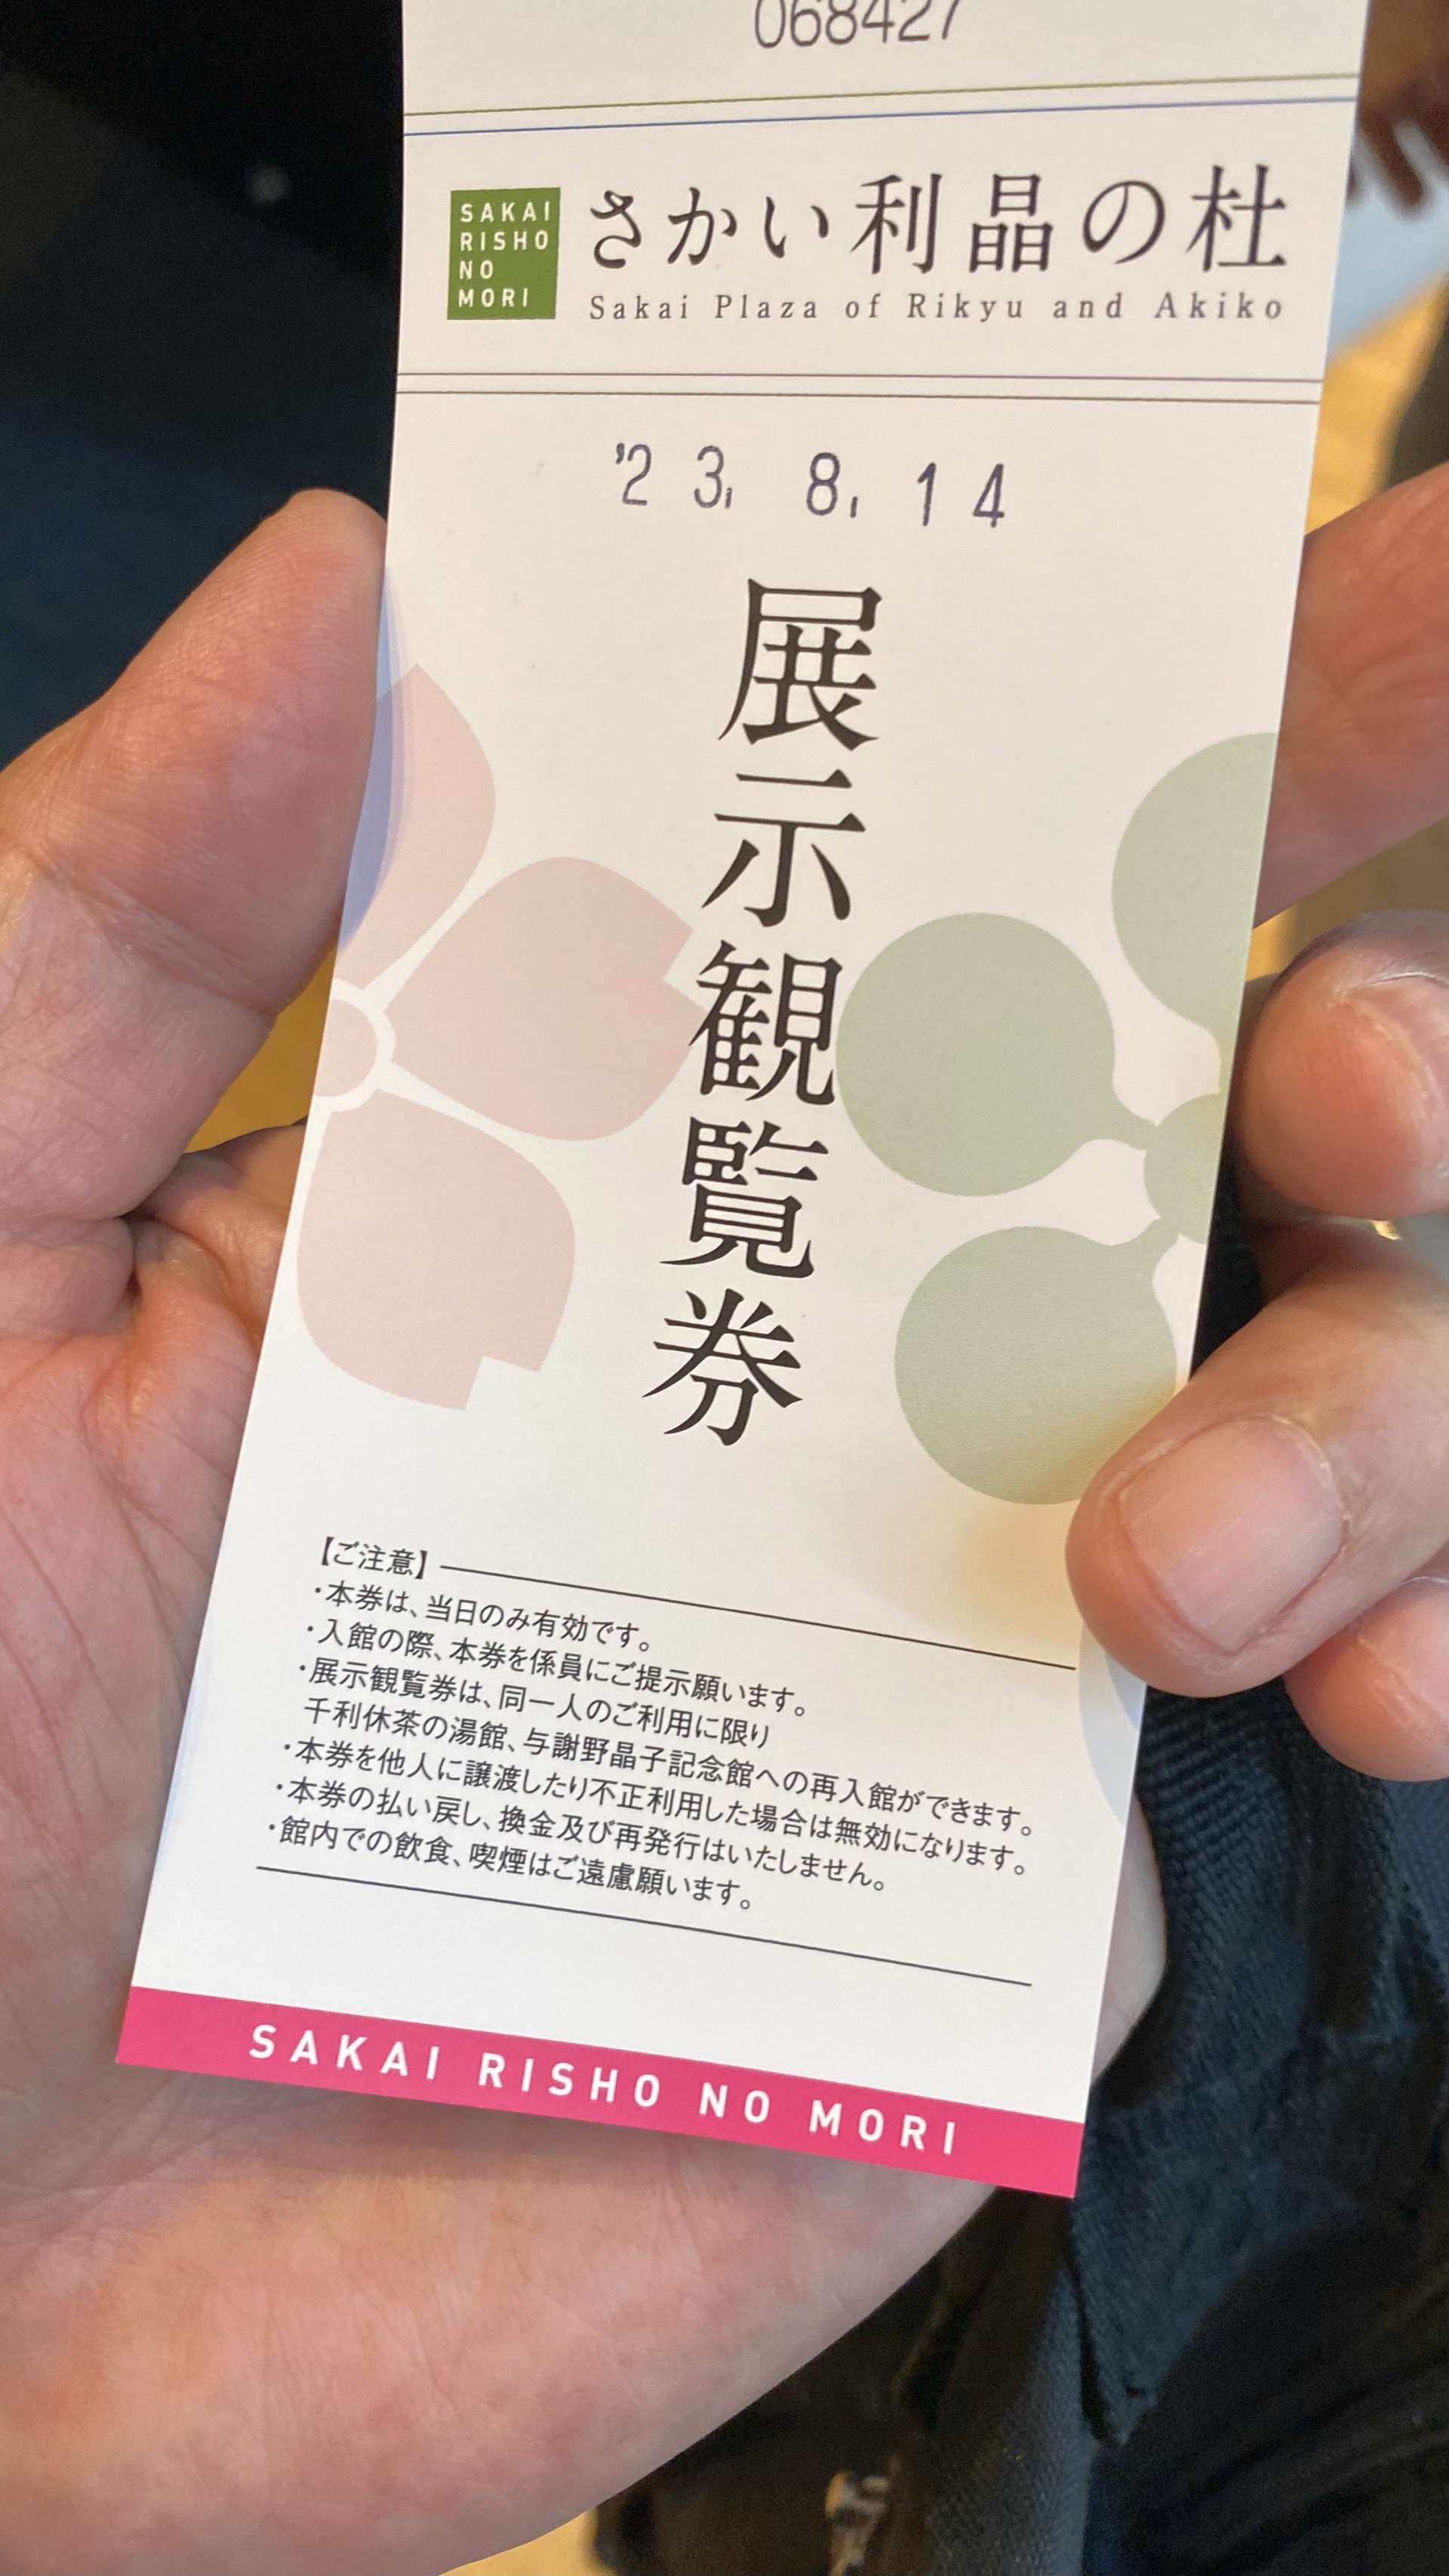 068427
SAKAI
RISHO
NO
MORI
さかい利晶の杜
Sakai Plaza of Rikyu and Akiko
'23, 8, 14
展示観覧券
【ご注意】
・本券は、当日のみ有効です。
・入館の際、本券を係員にご提示願います。
・展示観覧券は、同一人のご利用に限り
千利休茶の湯館、与謝野晶子記念館への再入館ができます。
・本券を他人に譲渡したり不正利用した場合は無効になります。
・本券の払い戻し、換金及び再発行はいたしません。
・館内での飲食、喫煙はご遠慮願います。
SAKAI RISHO NO MORI